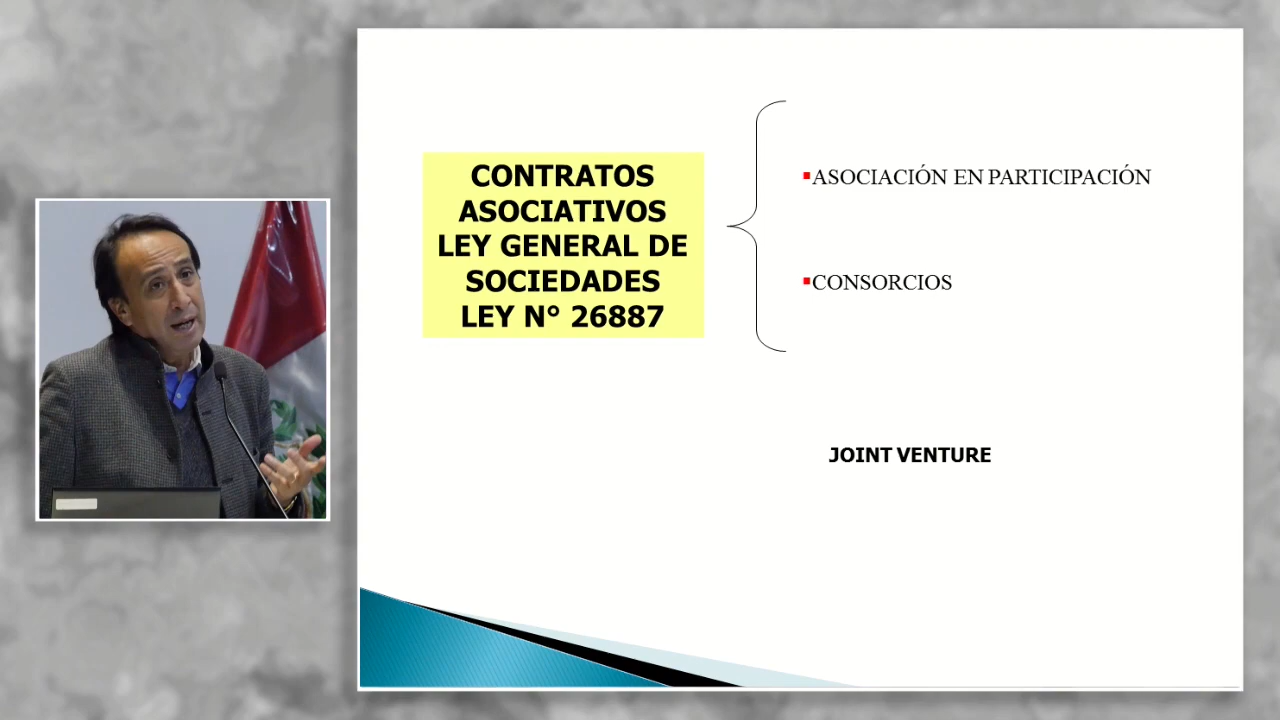 CONTRATOS
ASOCIATIVOS
LEY GENERAL DE
SOCIEDADES
LEY N° 26887
▪ASOCIACIÓN EN PARTICIPACIÓN
▪CONSORCIOS
JOINT VENTURE